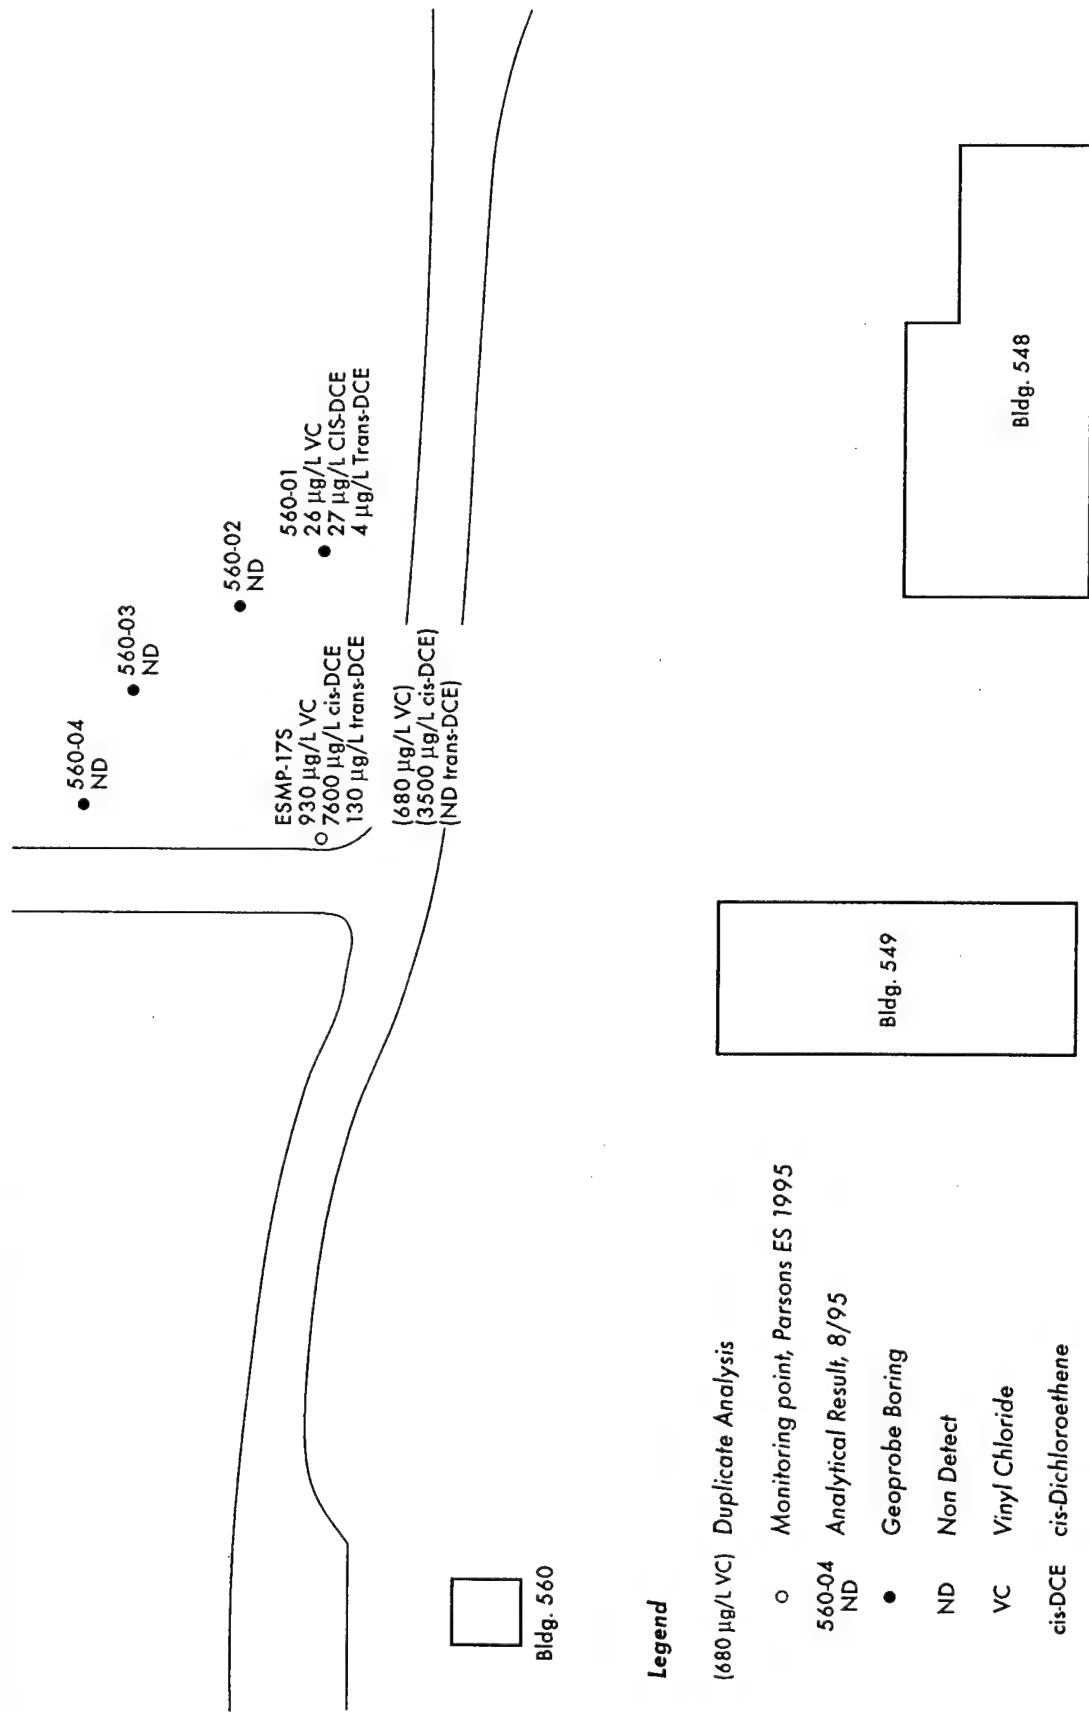 560-04
ND
560-03
ND
560-02
ND
560-01
26 µg/L VC
27 µg/L CIS-DCE
4 µg/L Trans-DCE
ESMP-17S
930 µg/L VC
7600 µg/L cis-DCE
130 µg/L trans-DCE
(680 µg/L VC)
(3500 µg/L cis-DCE)
(ND trans-DCE)
Bldg. 560
Bldg. 549
Bldg. 548
Legend
(680 µg/L VC) Duplicate Analysis
Monitoring point, Parsons ES 1995
560-04
ND
Analytical Result, 8/95
Geoprobe Boring
ND Non Detect
VC Vinyl Chloride
cis-DCE cis-Dichloroethene